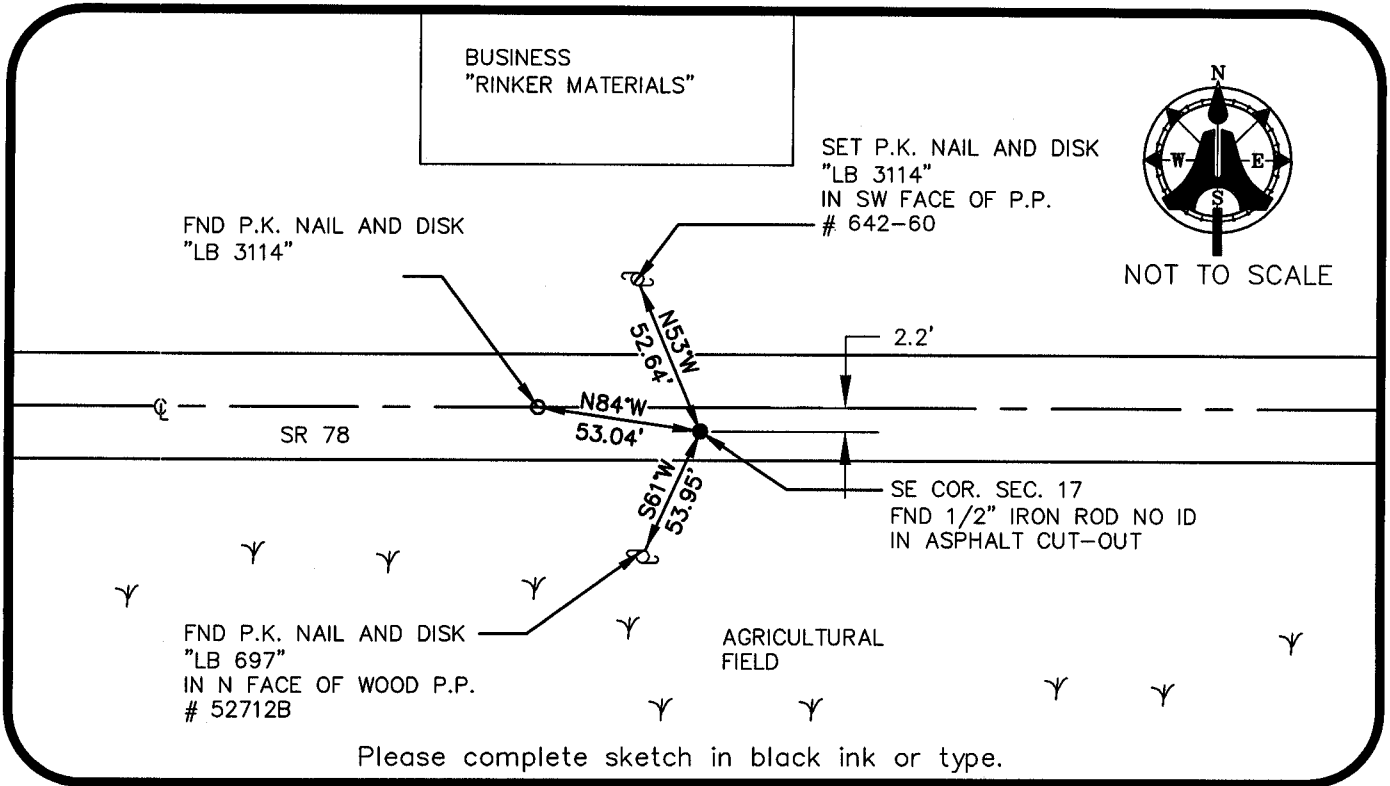 BUSINESS
"RINKER MATERIALS"
N
W E
S
NOT TO SCALE
SET P.K. NAIL AND DISK
"LB 3114"
IN SW FACE OF P.P.
# 642-60
FND P.K. NAIL AND DISK
"LB 3114"
N53°W
52.64'
2.2'
℄
SR 78
N84°W
53.04'
S61°W
53.95'
SE COR. SEC. 17
FND 1/2" IRON ROD NO ID
IN ASPHALT CUT-OUT
FND P.K. NAIL AND DISK
"LB 697"
IN N FACE OF WOOD P.P.
# 52712B
AGRICULTURAL
FIELD
Please complete sketch in black ink or type.